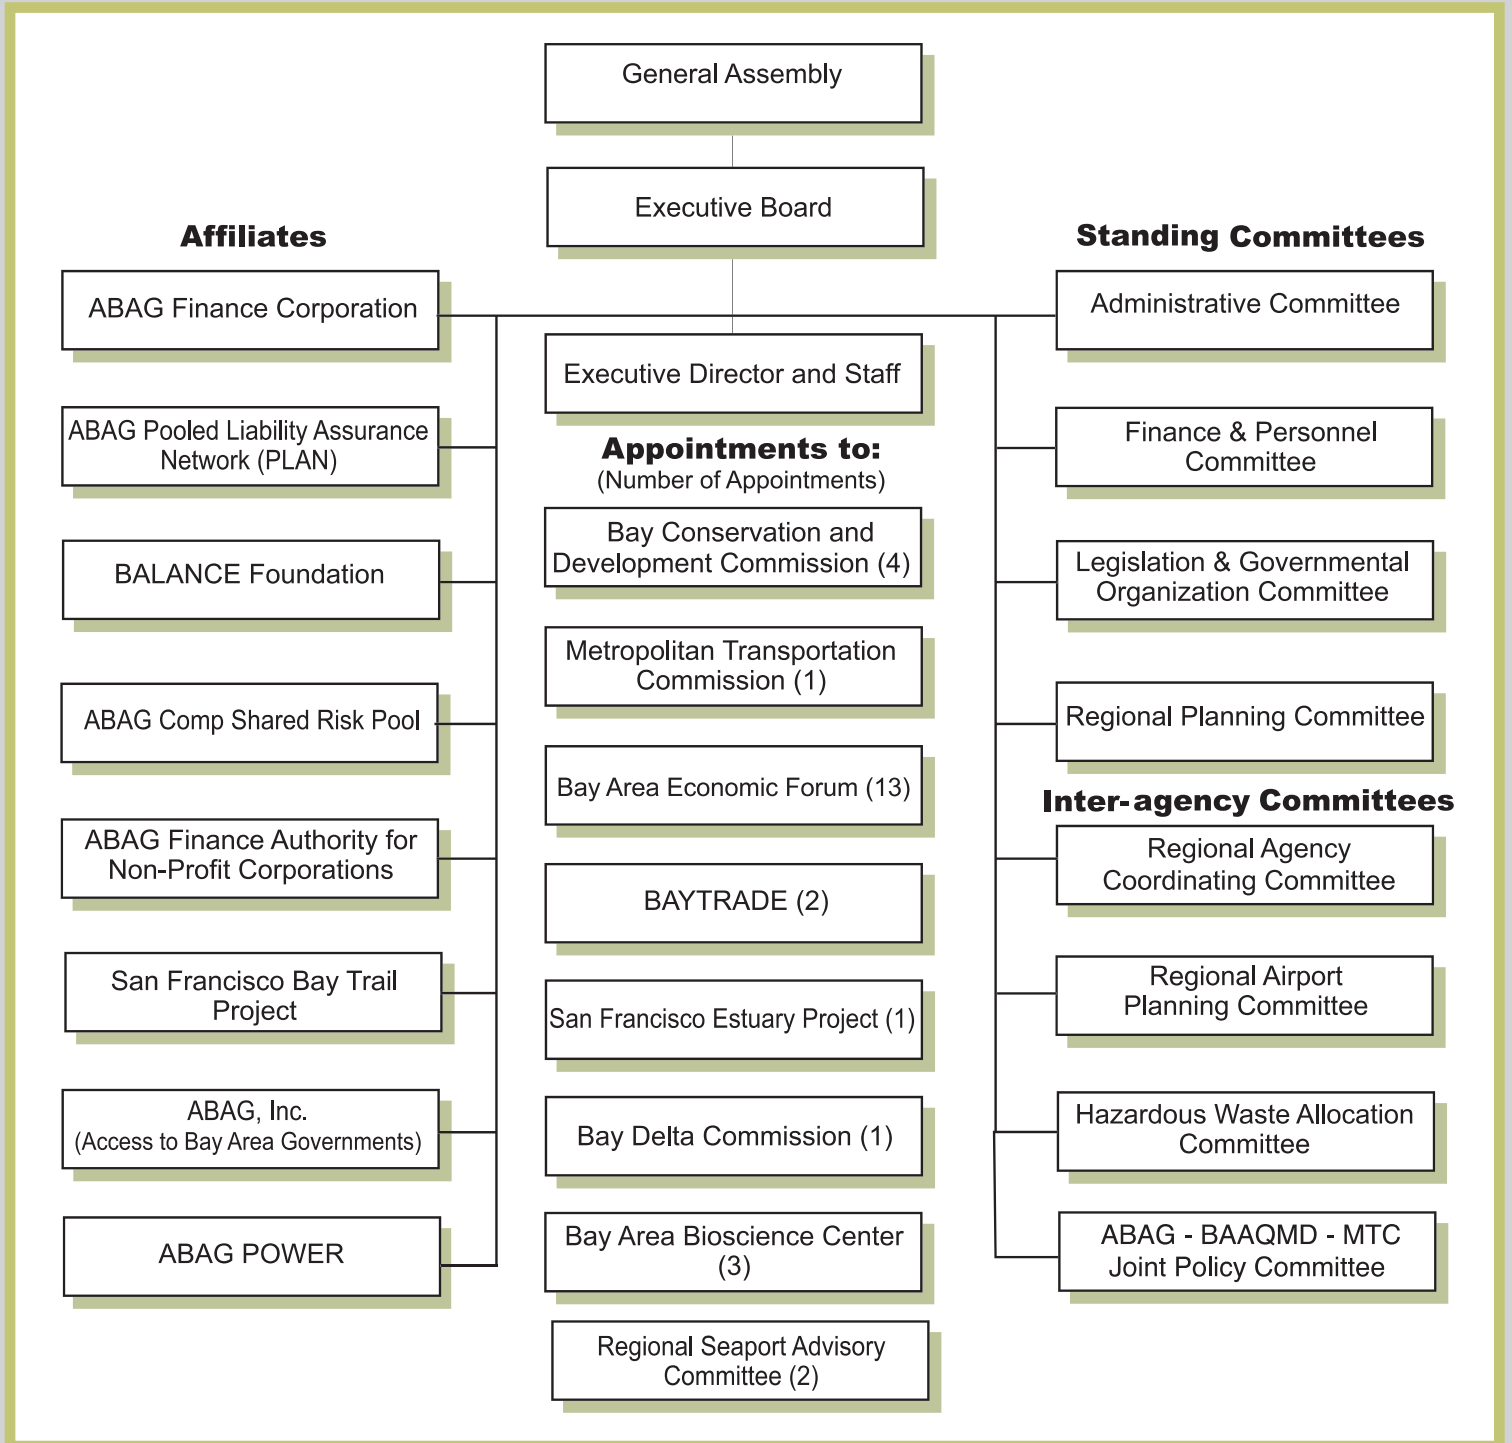 General Assembly
Executive Board
Affiliates
ABAG Finance Corporation
ABAG Pooled Liability Assurance
Network (PLAN)
BALANCE Foundation
ABAG Comp Shared Risk Pool
ABAG Finance Authority for
Non-Profit Corporations
San Francisco Bay Trail
Project
ABAG, Inc.
(Access to Bay Area Governments)
ABAG POWER
Executive Director and Staff
Appointments to:
(Number of Appointments)
Bay Conservation and
Development Commission (4)
Metropolitan Transportation
Commission (1)
Bay Area Economic Forum (13)
BAYTRADE (2)
San Francisco Estuary Project (1)
Bay Delta Commission (1)
Bay Area Bioscience Center
(3)
Regional Seaport Advisory
Committee (2)
Standing Committees
Administrative Committee
Finance & Personnel
Committee
Legislation & Governmental
Organization Committee
Regional Planning Committee
Inter-agency Committees
Regional Agency
Coordinating Committee
Regional Airport
Planning Committee
Hazardous Waste Allocation
Committee
ABAG - BAAQMD - MTC
Joint Policy Committee